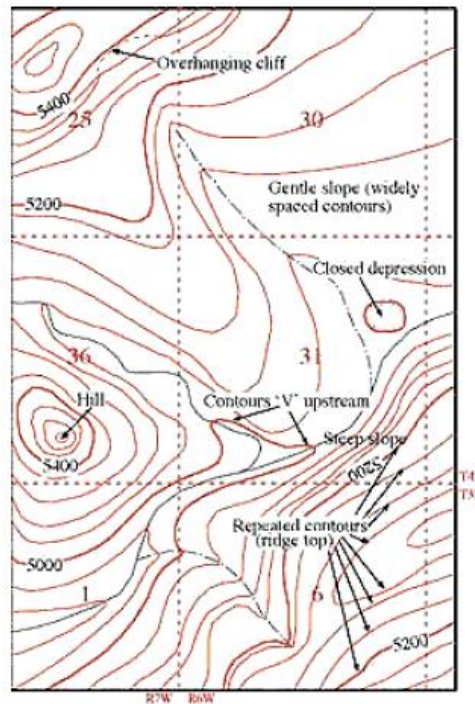 Overhanging cliff
5400
25
30
Gentle slope (widely
spaced contours)
5200
Closed depression
36
31
Hill
Contours 'V' upstream
Steep slope
5400
5200
T4
T3
Repeated contours
(ridge top)
5000
1
6
5200
R7W R6W